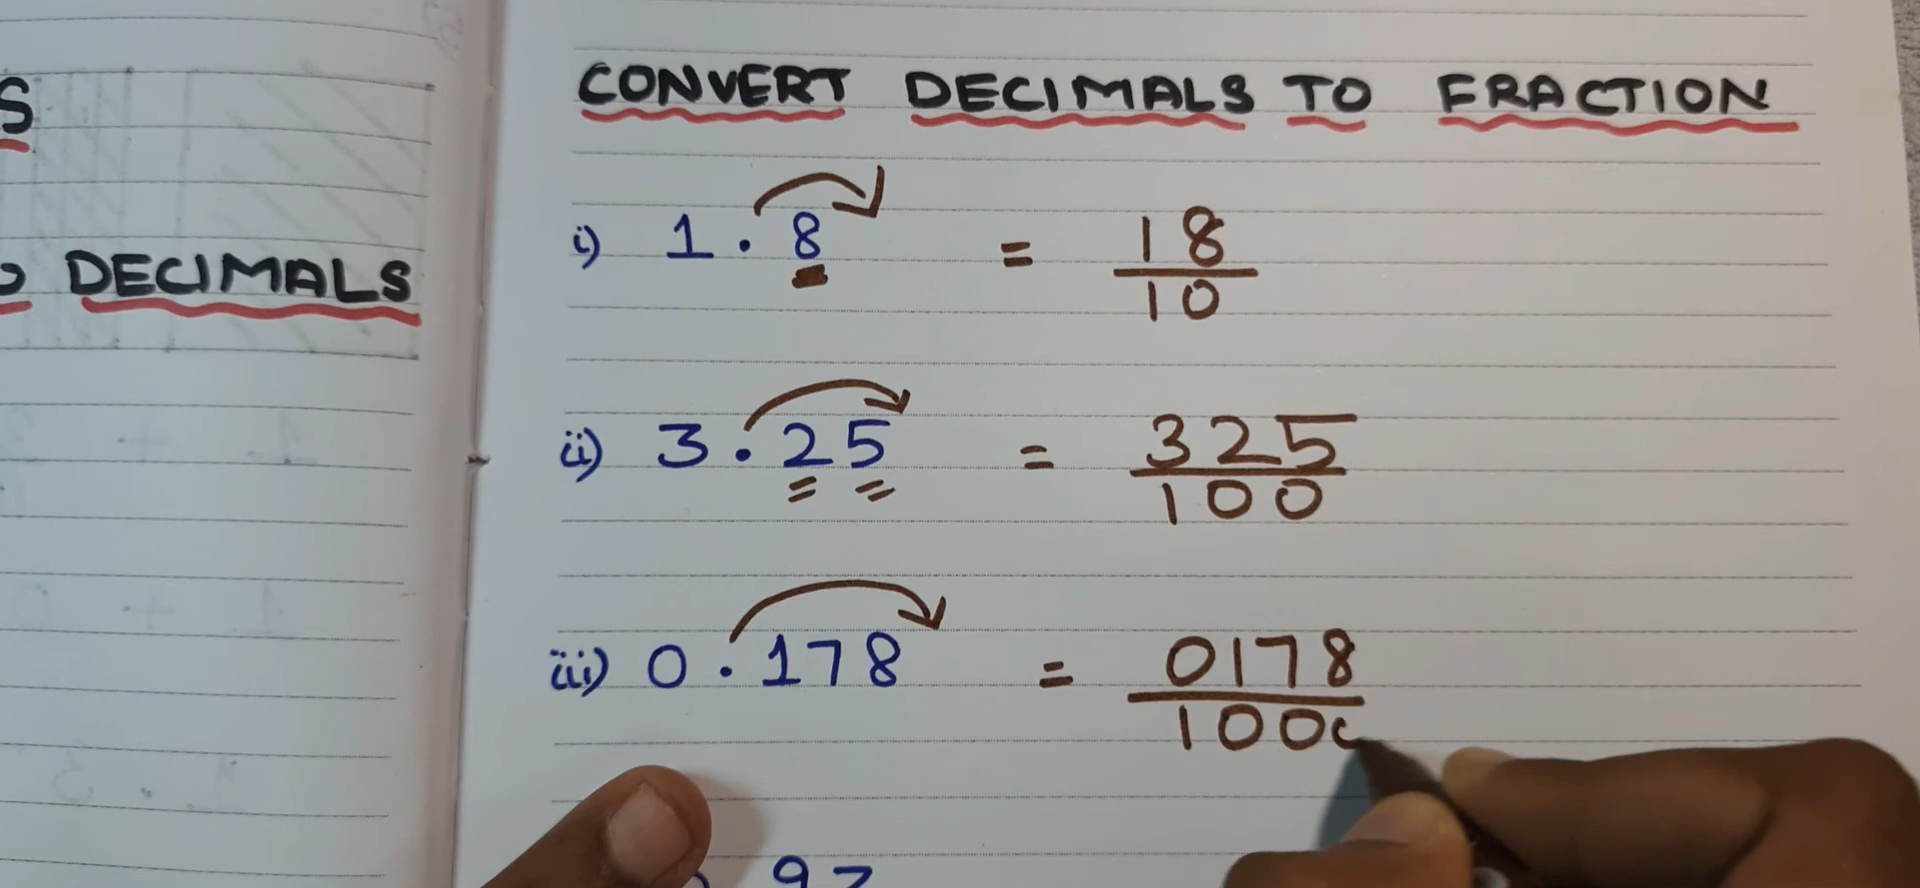 S
DECIMALS
CONVERT DECIMALS TO FRACTION
i) 1.8 = 18/10
ii) 3.25 = 325/100
iii) 0.178 = 0178/1000
97